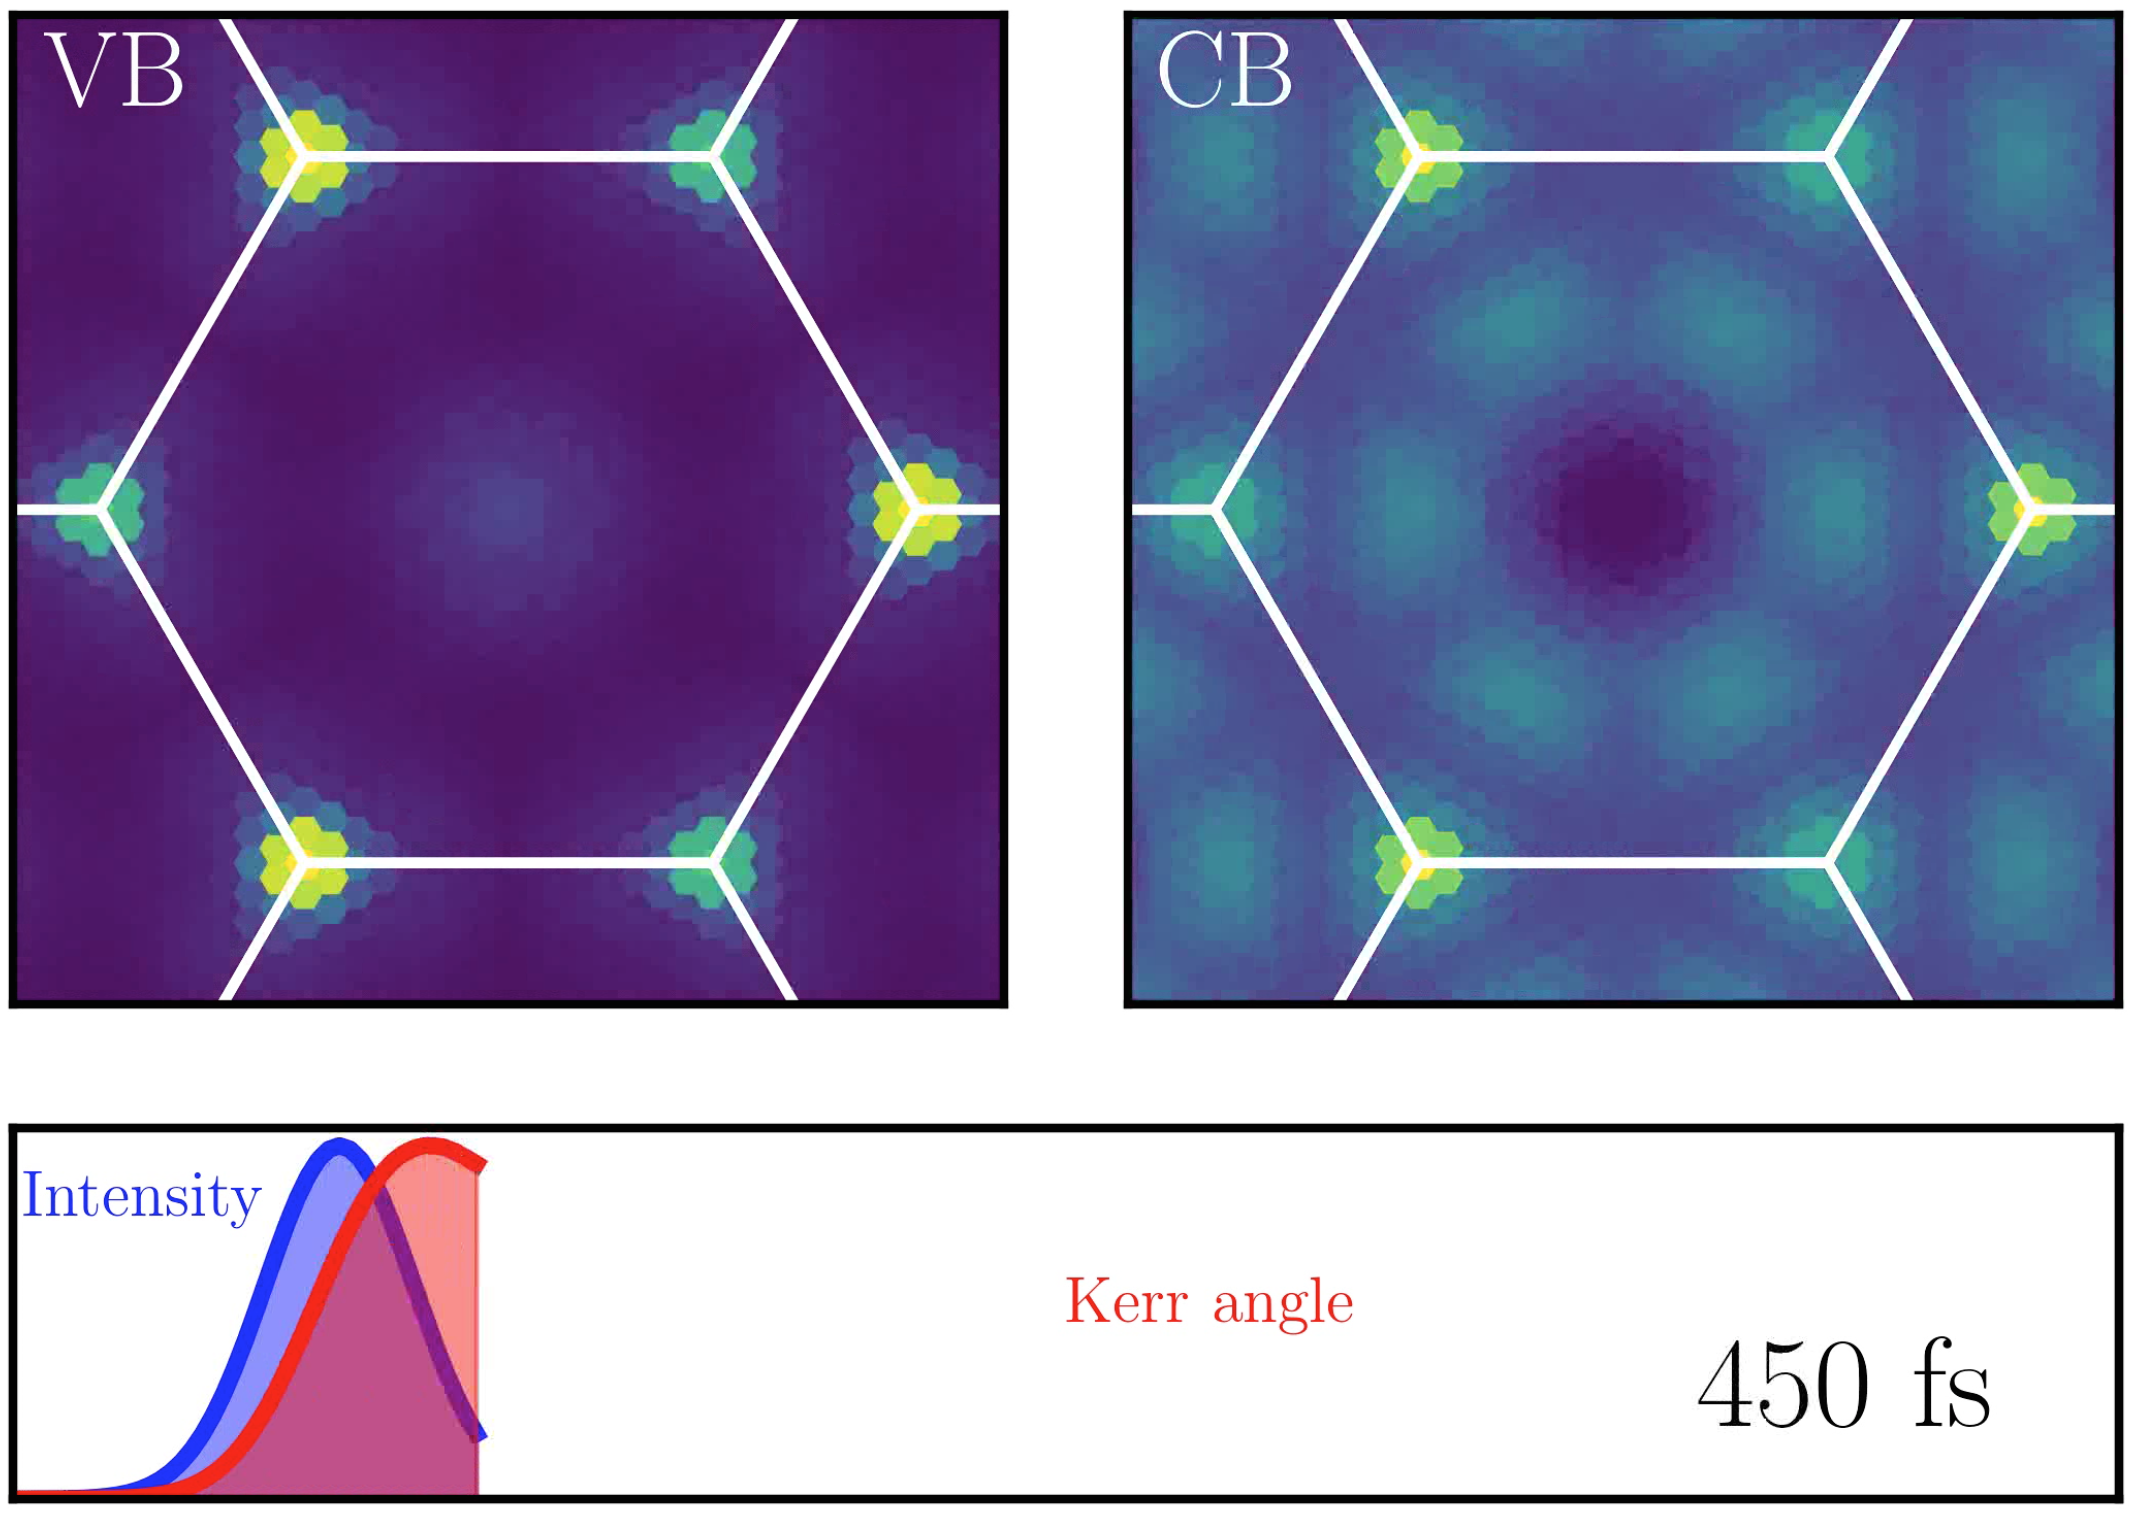 VB
CB
Intensity
Kerr angle
450 fs